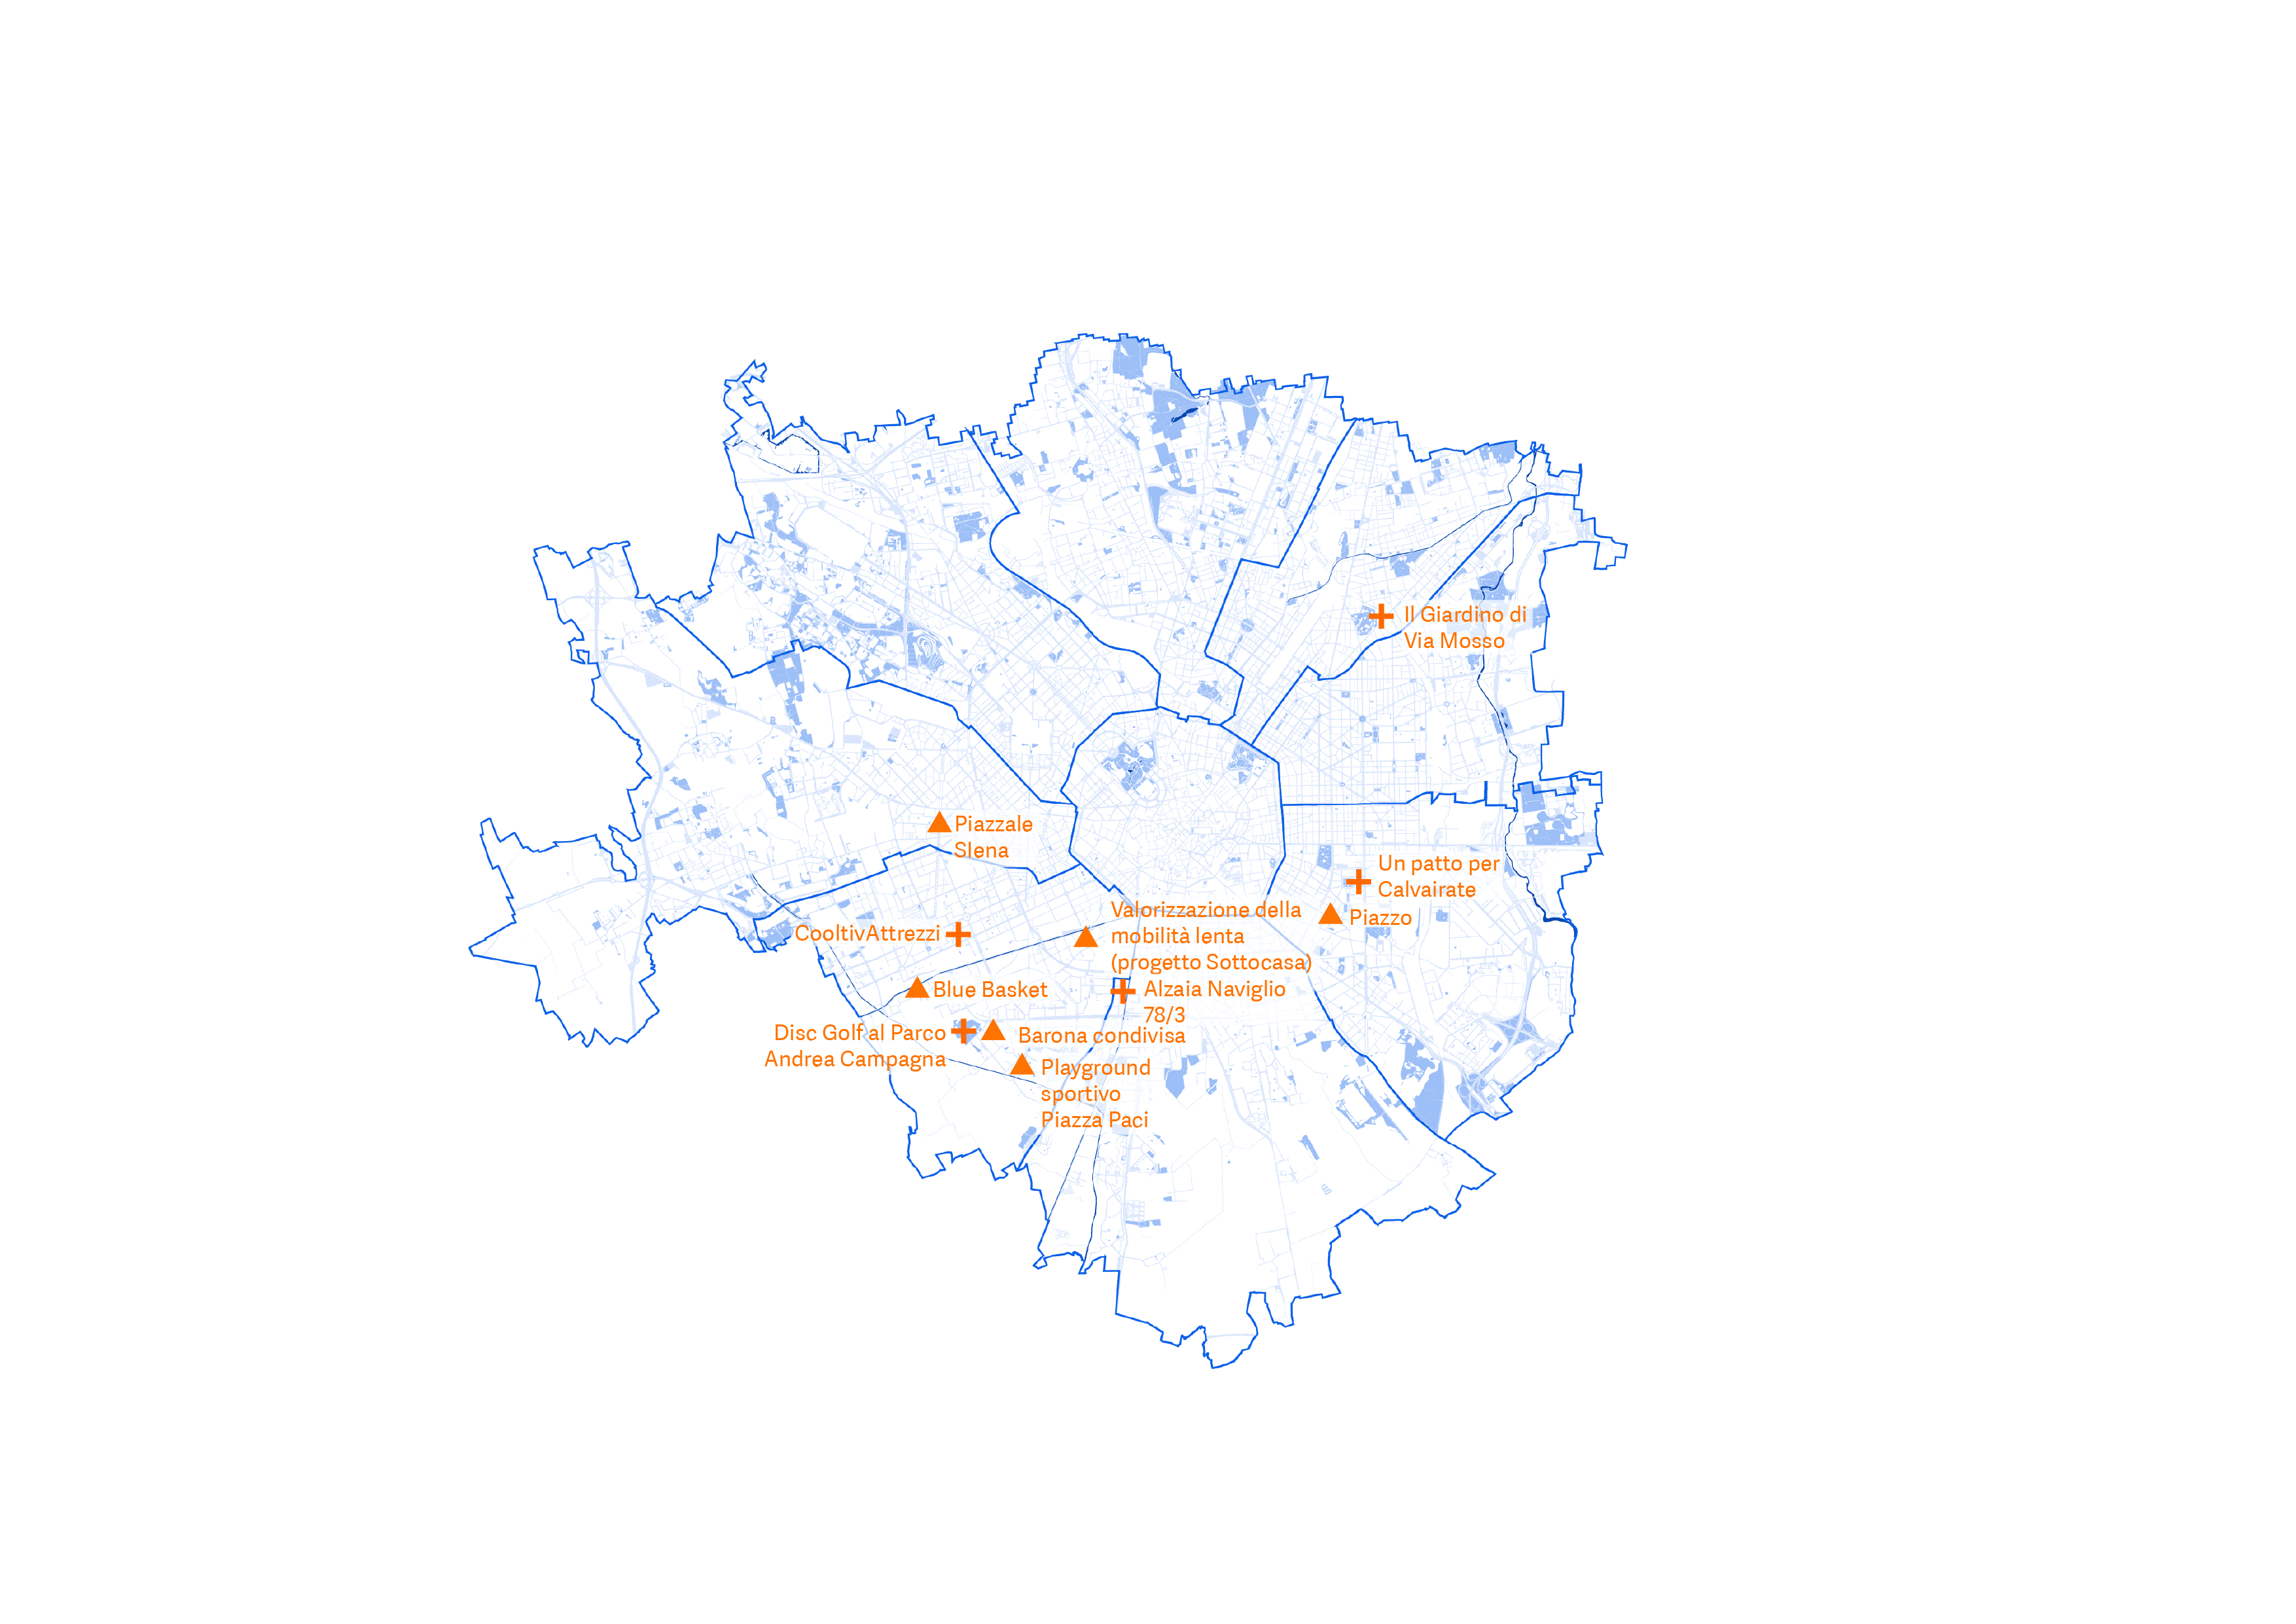 Il Giardino di
Via Mosso
Piazzale
SIena
Un patto per
Calvairate
Piazzo
Valorizzazione della
mobilità lenta
(progetto Sottocasa)
CooltivAttrezzi
Blue Basket
Alzaia Naviglio
78/3
Disc Golf al Parco
Andrea Campagna
Barona condivisa
Playground
sportivo
Piazza Paci